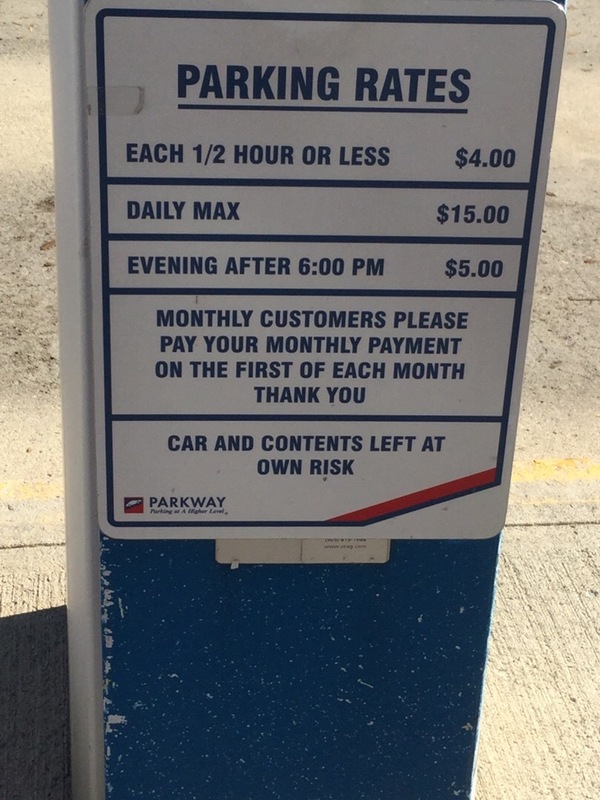 PARKING RATES
EACH 1/2 HOUR OR LESS $4.00
DAILY MAX $15.00
EVENING AFTER 6:00 PM $5.00
MONTHLY CUSTOMERS PLEASE
PAY YOUR MONTHLY PAYMENT
ON THE FIRST OF EACH MONTH
THANK YOU
CAR AND CONTENTS LEFT AT
OWN RISK
PARKWAY
Parking at A Higher Level